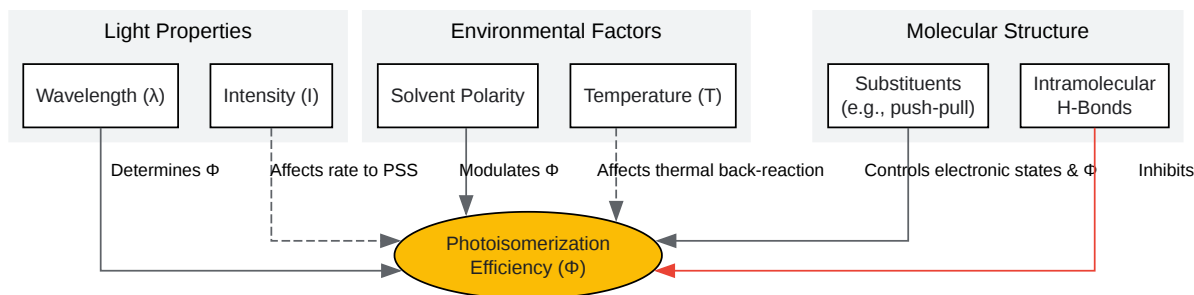 Light Properties
Environmental Factors
Molecular Structure
Wavelength (λ)
Intensity (I)
Solvent Polarity
Temperature (T)
Substituents
(e.g., push-pull)
Intramolecular
H-Bonds
Determines Φ
Affects rate to PSS
Modulates Φ
Affects thermal back-reaction
Controls electronic states & Φ
Inhibits
Photoisomerization
Efficiency (Φ)